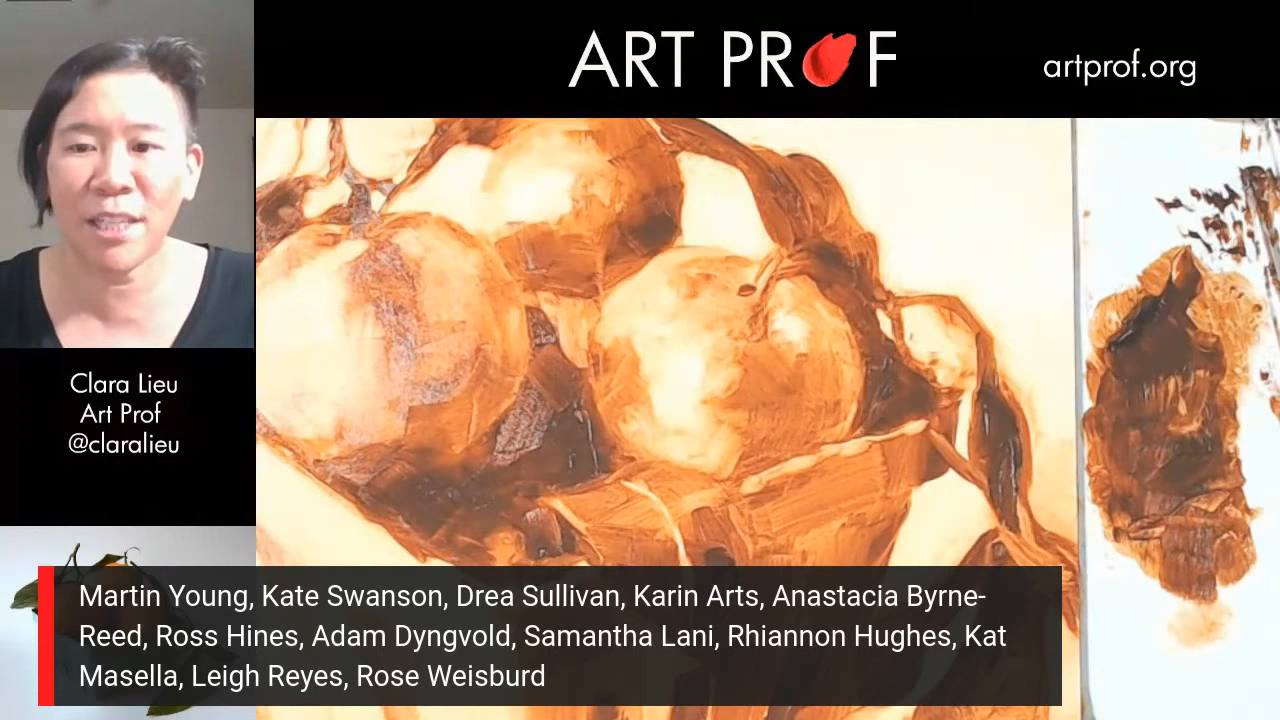 ART PROF
artprof.org
Clara Lieu
Art Prof
@claralieu
Martin Young, Kate Swanson, Drea Sullivan, Karin Arts, Anastacia Byrne-
Reed, Ross Hines, Adam Dyngvold, Samantha Lani, Rhiannon Hughes, Kat
Masella, Leigh Reyes, Rose Weisburd